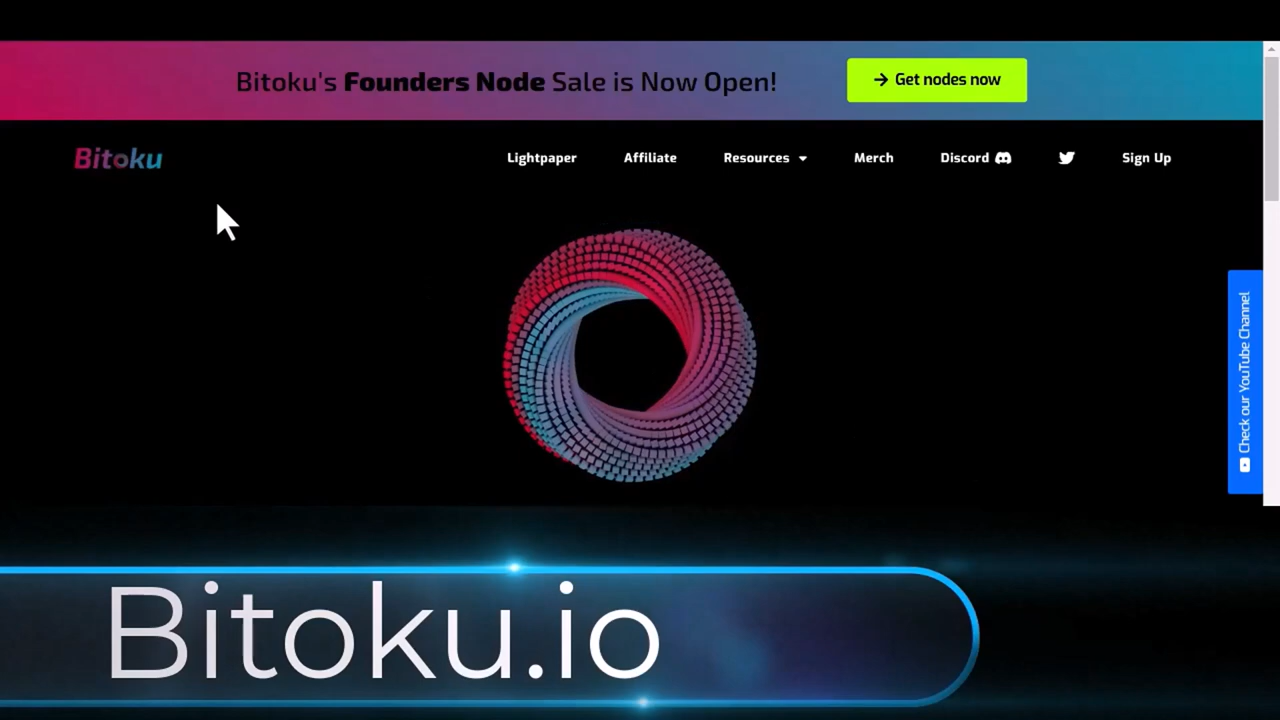 Bitoku's Founders Node Sale is Now Open!
Get nodes now
Bitoku
Lightpaper
Affiliate
Resources
Merch
Discord
Sign Up
Check our YouTube Channel
Bitoku.io